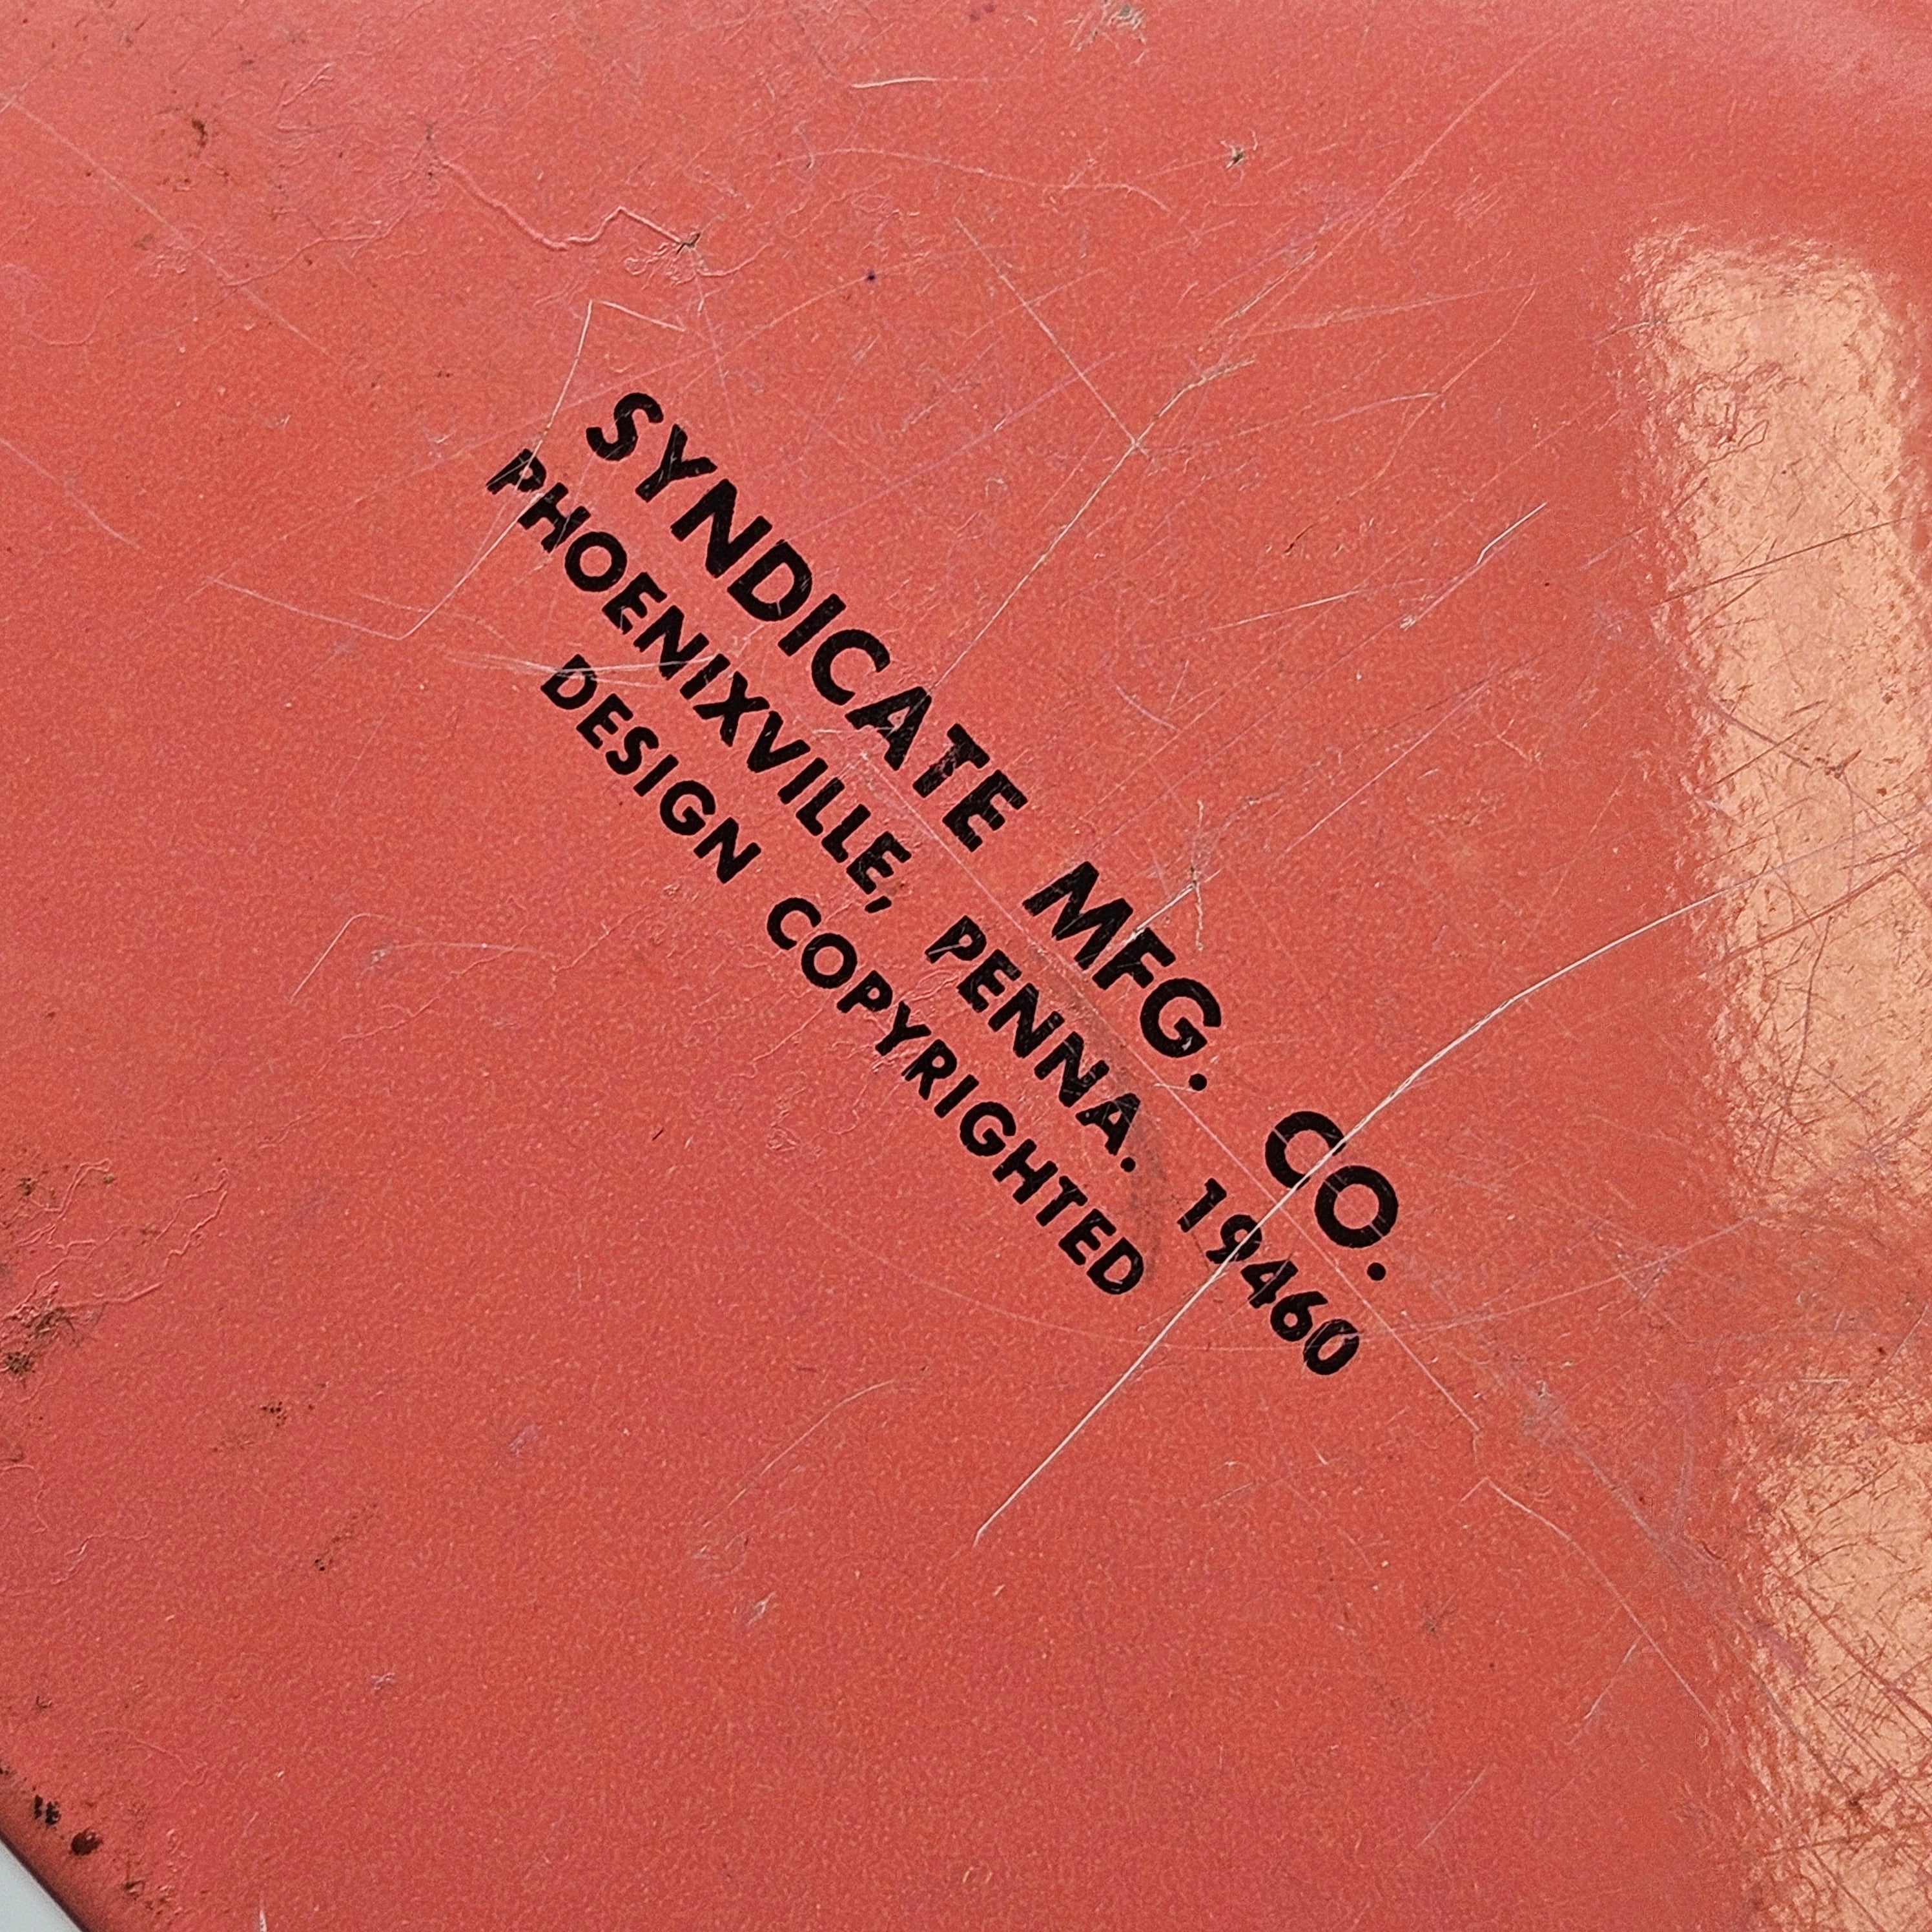 SYNDICATE MFG. CO.
PHOENIXVILLE, PENNA. 19460
DESIGN COPYRIGHTED